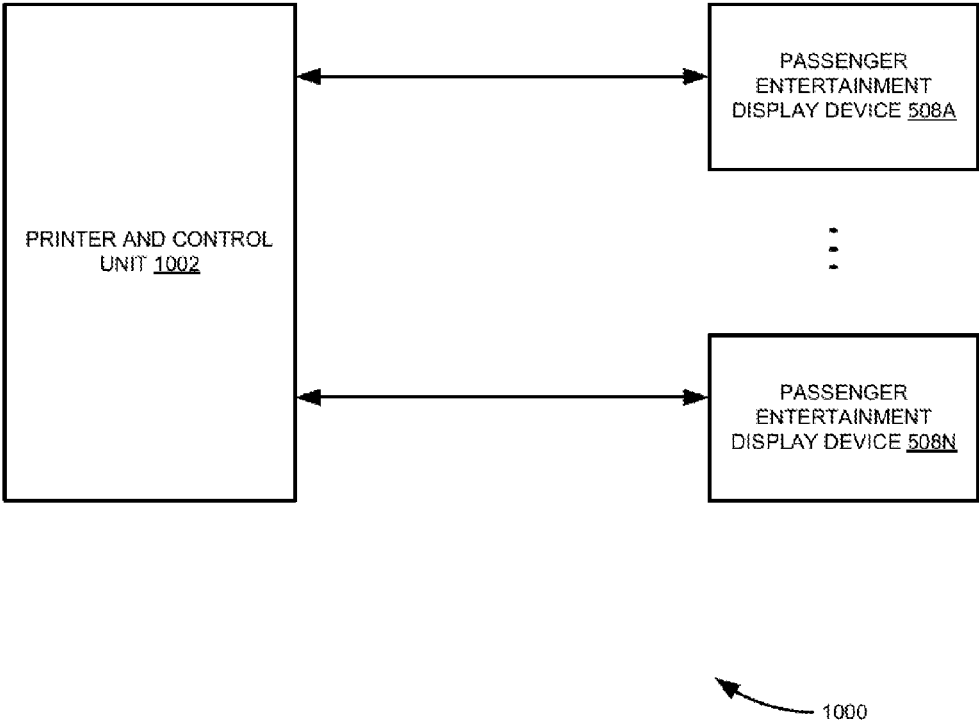 PASSENGER
ENTERTAINMENT
DISPLAY DEVICE 508A
PRINTER AND CONTROL
UNIT 1002
PASSENGER
ENTERTAINMENT
DISPLAY DEVICE 508N
1000